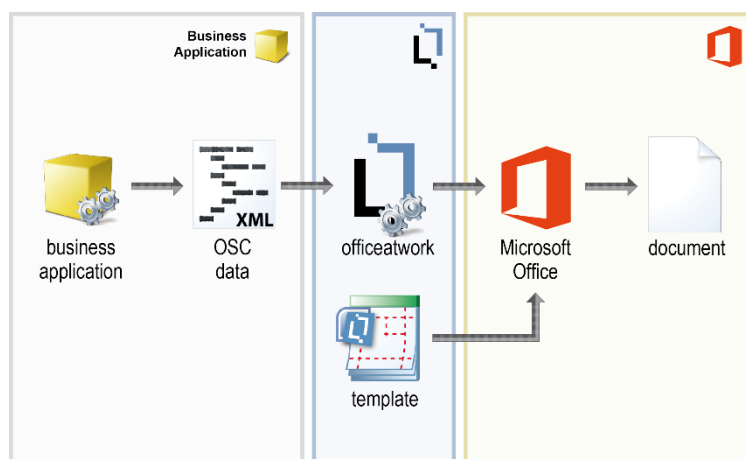 Business
Application
XML
business
application
OSC
data
officeatwork
Microsoft
Office
document
template